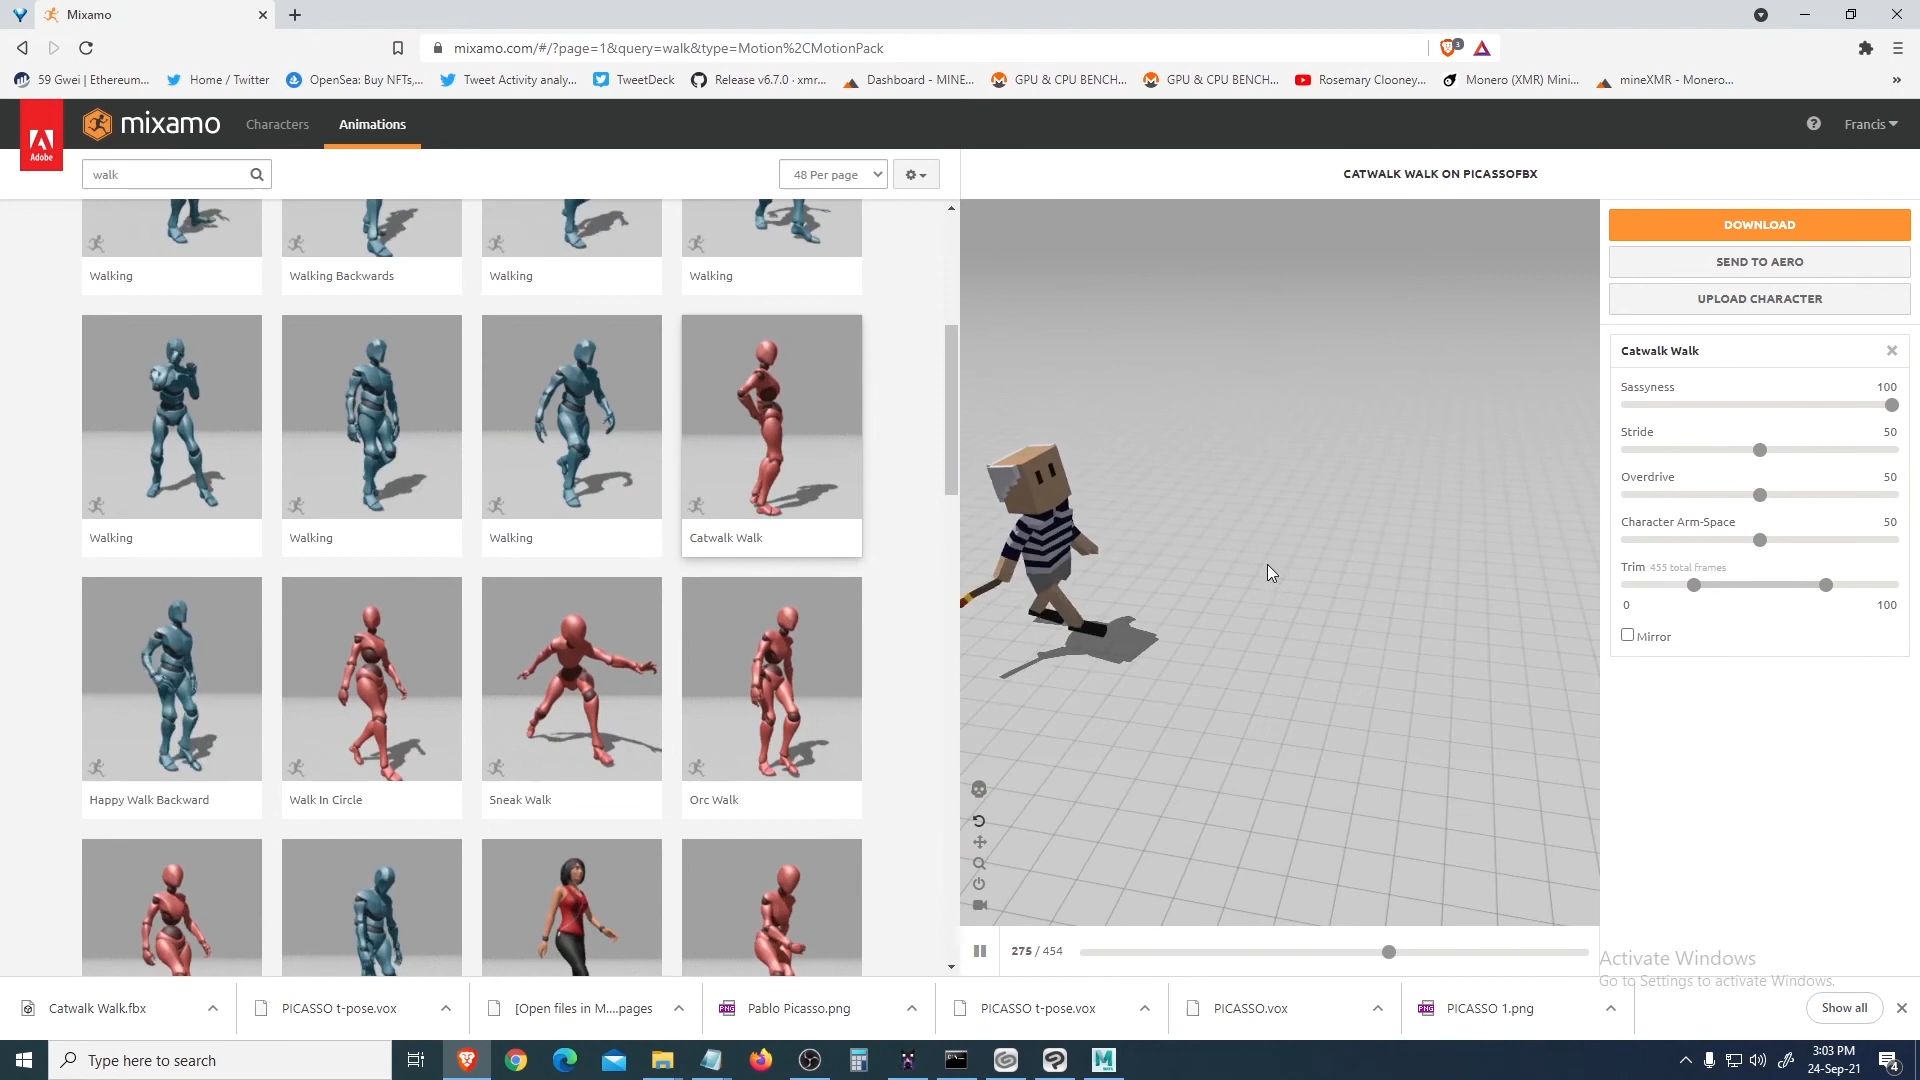 Mixamo
mixamo.com/#/?page=1&query=walk&type=Motion%2CMotionPack
3
59 Gwei | Ethereum...
Home / Twitter
OpenSea: Buy NFTs,...
Tweet Activity analy...
TweetDeck
Release v6.7.0 · xmr...
Dashboard - MINE...
GPU & CPU BENCH...
GPU & CPU BENCH...
Rosemary Clooney...
Monero (XMR) Mini...
mineXMR - Monero...
Adobe
mixamo
Characters
Animations
Francis
walk
48 Per page
CATWALK WALK ON PICASSOFBX
DOWNLOAD
SEND TO AERO
UPLOAD CHARACTER
Walking
Walking Backwards
Walking
Walking
Walking
Walking
Walking
Catwalk Walk
Happy Walk Backward
Walk In Circle
Sneak Walk
Orc Walk
Catwalk Walk
Sassyness 100
Stride 50
Overdrive 50
Character Arm-Space 50
Trim 455 total frames
0 100
Mirror
275 / 454
Activate Windows
Go to Settings to activate Windows.
Catwalk Walk.fbx
PICASSO t-pose.vox
[Open files in M....pages
Pablo Picasso.png
PICASSO t-pose.vox
PICASSO.vox
PICASSO 1.png
Show all
Type here to search
3:03 PM
24-Sep-21
4